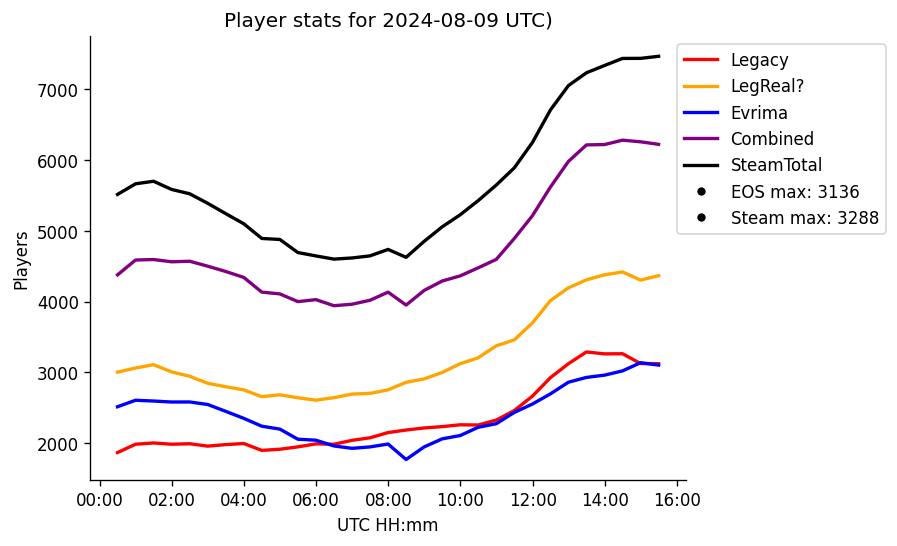 Player stats for 2024-08-09 UTC)
Legacy
LegReal?
Evrima
Combined
SteamTotal
EOS max: 3136
Steam max: 3288
Players
7000
6000
5000
4000
3000
2000
00:00 02:00 04:00 06:00 08:00 10:00 12:00 14:00 16:00
UTC HH:mm